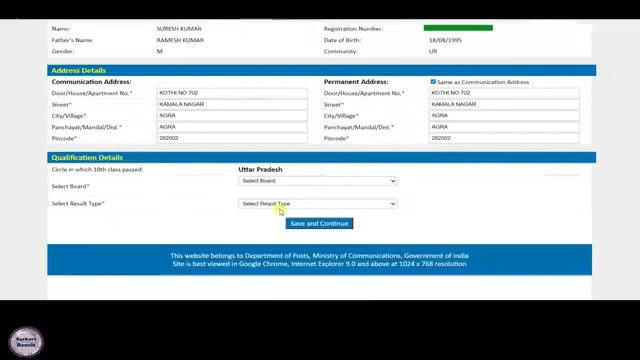 Name: SURESH KUMAR Registration Number:
Father's Name: RAMESH KUMAR Date of Birth: 18/08/1995
Gender: M Community: UR
Address Details
Communication Address: Permanent Address: Same as Communication Address
Door/House/Apartment No.* KOTHI NO 702 Door/House/Apartment No.* KOTHI NO 702
Street* KAMALA NAGAR Street* KAMALA NAGAR
City/Village* AGRA City/Village* AGRA
Panchayat/Mandal/Dist.* AGRA Panchayat/Mandal/Dist.* AGRA
Pincode* 282002 Pincode* 282002
Qualification Details
Circle in which 10th class passed: Uttar Pradesh
Select Board* Select Board
Select Result Type* Select Result Type
Save and Continue
This website belongs to Department of Posts, Ministry of Communications, Government of India
Site is best viewed in Google Chrome, Internet Explorer 9.0 and above at 1024 x 768 resolution
Sarkari
Result